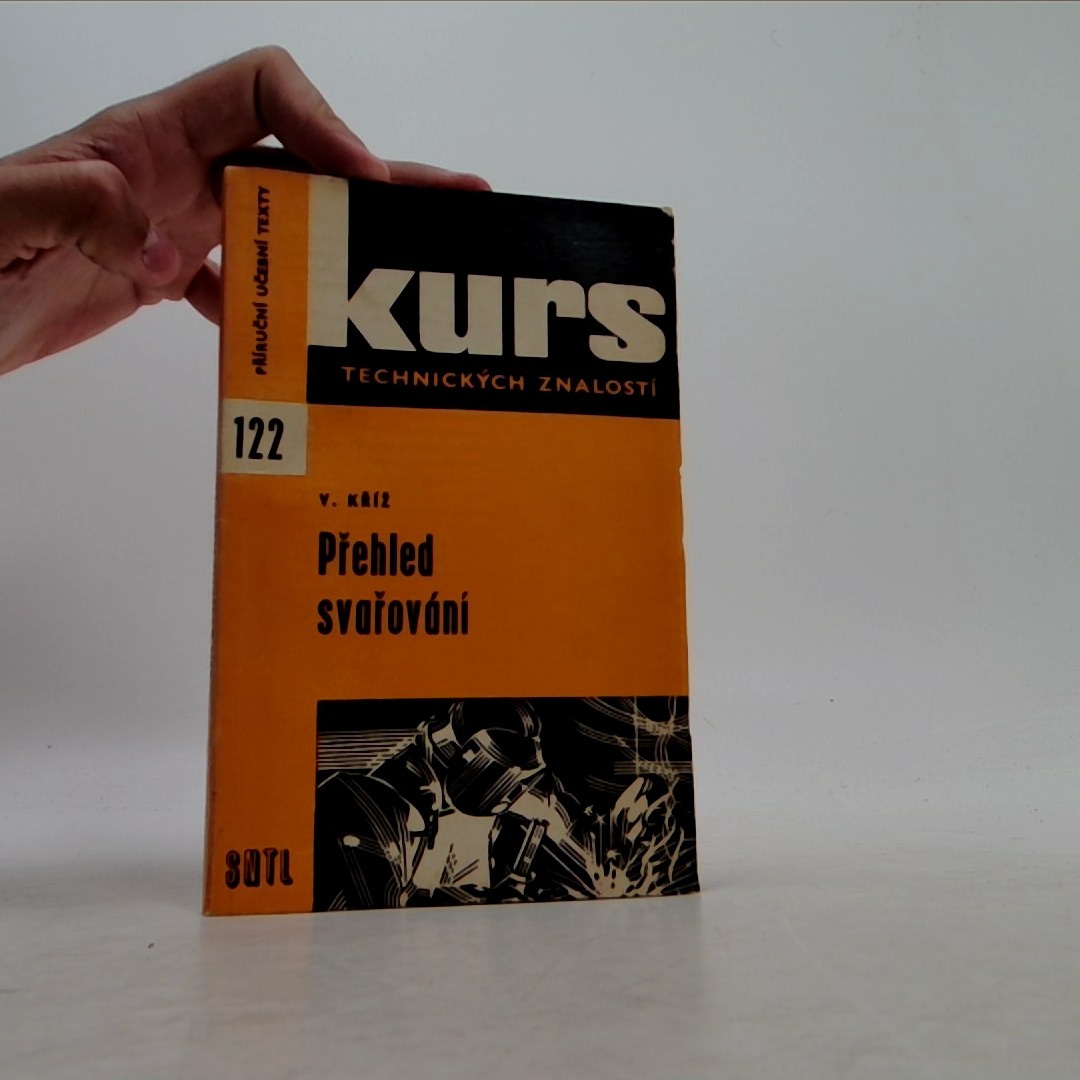 PŘÍRUČNÍ UČEBNÍ TEXTY
kurs
TECHNICKÝCH ZNALOSTÍ
122
V. KŘÍŽ
Přehled
svařování
SNTL